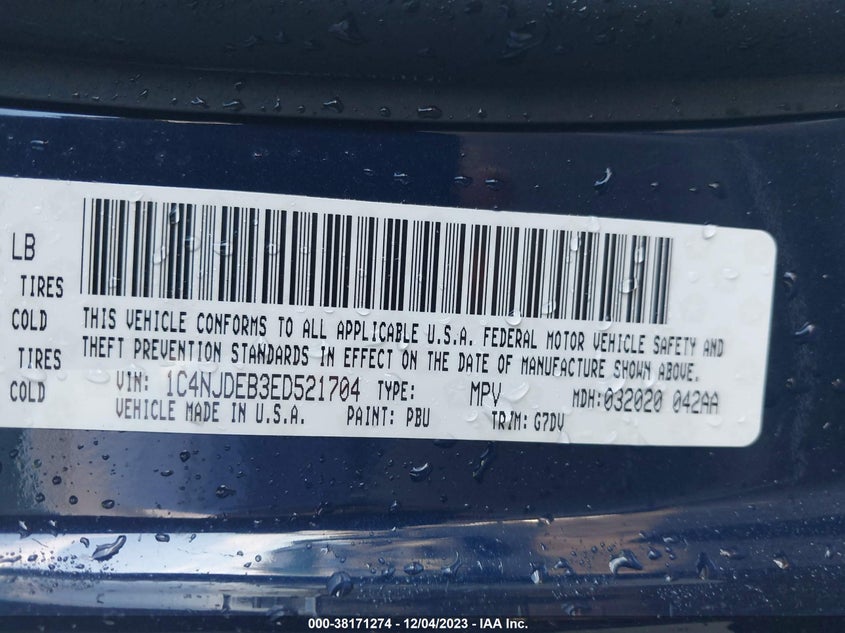 LB
TIRES
COLD
TIRES
COLD
THIS VEHICLE CONFORMS TO ALL APPLICABLE U.S.A. FEDERAL MOTOR VEHICLE SAFETY AND
THEFT PREVENTION STANDARDS IN EFFECT ON THE DATE OF MANUFACTURE SHOWN ABOVE.
VIN: 1C4NJDEB3ED521704 TYPE: MPV MDH:032020 042AA
VEHICLE MADE IN U.S.A. PAINT: PBU TRIM: G7DV
000-38171274 - 12/04/2023 - IAA Inc.